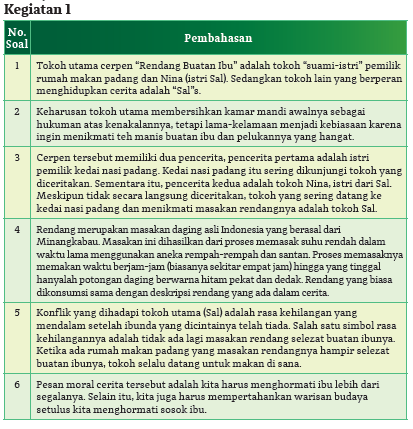 Kegiatan 1
No. Soal
Pembahasan
1
Tokoh utama cerpen “Rendang Buatan Ibu” adalah tokoh “suami-istri” pemilik
rumah makan padang dan Nina (istri Sal). Sedangkan tokoh lain yang berperan
menghidupkan cerita adalah “Sal”s.
2
Keharusan tokoh utama membersihkan kamar mandi awalnya sebagai
hukuman atas kenakalannya, tetapi lama-kelamaan menjadi kebiasaan karena
ingin menikmati teh manis buatan ibu dan pelukannya yang hangat.
3
Cerpen tersebut memiliki dua pencerita, pencerita pertama adalah istri
pemilik kedai nasi padang. Kedai nasi padang itu sering dikunjungi tokoh yang
diceritakan. Sementara itu, pencerita kedua adalah tokoh Nina, istri dari Sal.
Meskipun tidak secara langsung diceritakan, tokoh yang sering datang ke
kedai nasi padang dan menikmati masakan rendangnya adalah tokoh Sal.
4
Rendang merupakan masakan daging asli Indonesia yang berasal dari
Minangkabau. Masakan ini dihasilkan dari proses memasak suhu rendah dalam
waktu lama menggunakan aneka rempah-rempah dan santan. Proses memasaknya
memakan waktu berjam-jam (biasanya sekitar empat jam) hingga yang tinggal
hanyalah potongan daging berwarna hitam pekat dan dedak. Rendang yang biasa
dikonsumsi sama dengan deskripsi rendang yang ada dalam cerita.
5
Konflik yang dihadapi tokoh utama (Sal) adalah rasa kehilangan yang
mendalam setelah ibunda yang dicintainya telah tiada. Salah satu simbol rasa
kehilangannya adalah tidak ada lagi masakan rendang selezat buatan ibunya.
Ketika ada rumah makan padang yang masakan rendangnya hampir selezat
buatan ibunya, tokoh selalu datang untuk makan di sana.
6
Pesan moral cerita tersebut adalah kita harus menghormati ibu lebih dari
segalanya. Selain itu, kita juga harus mempertahankan warisan budaya
setulus kita menghormati sosok ibu.